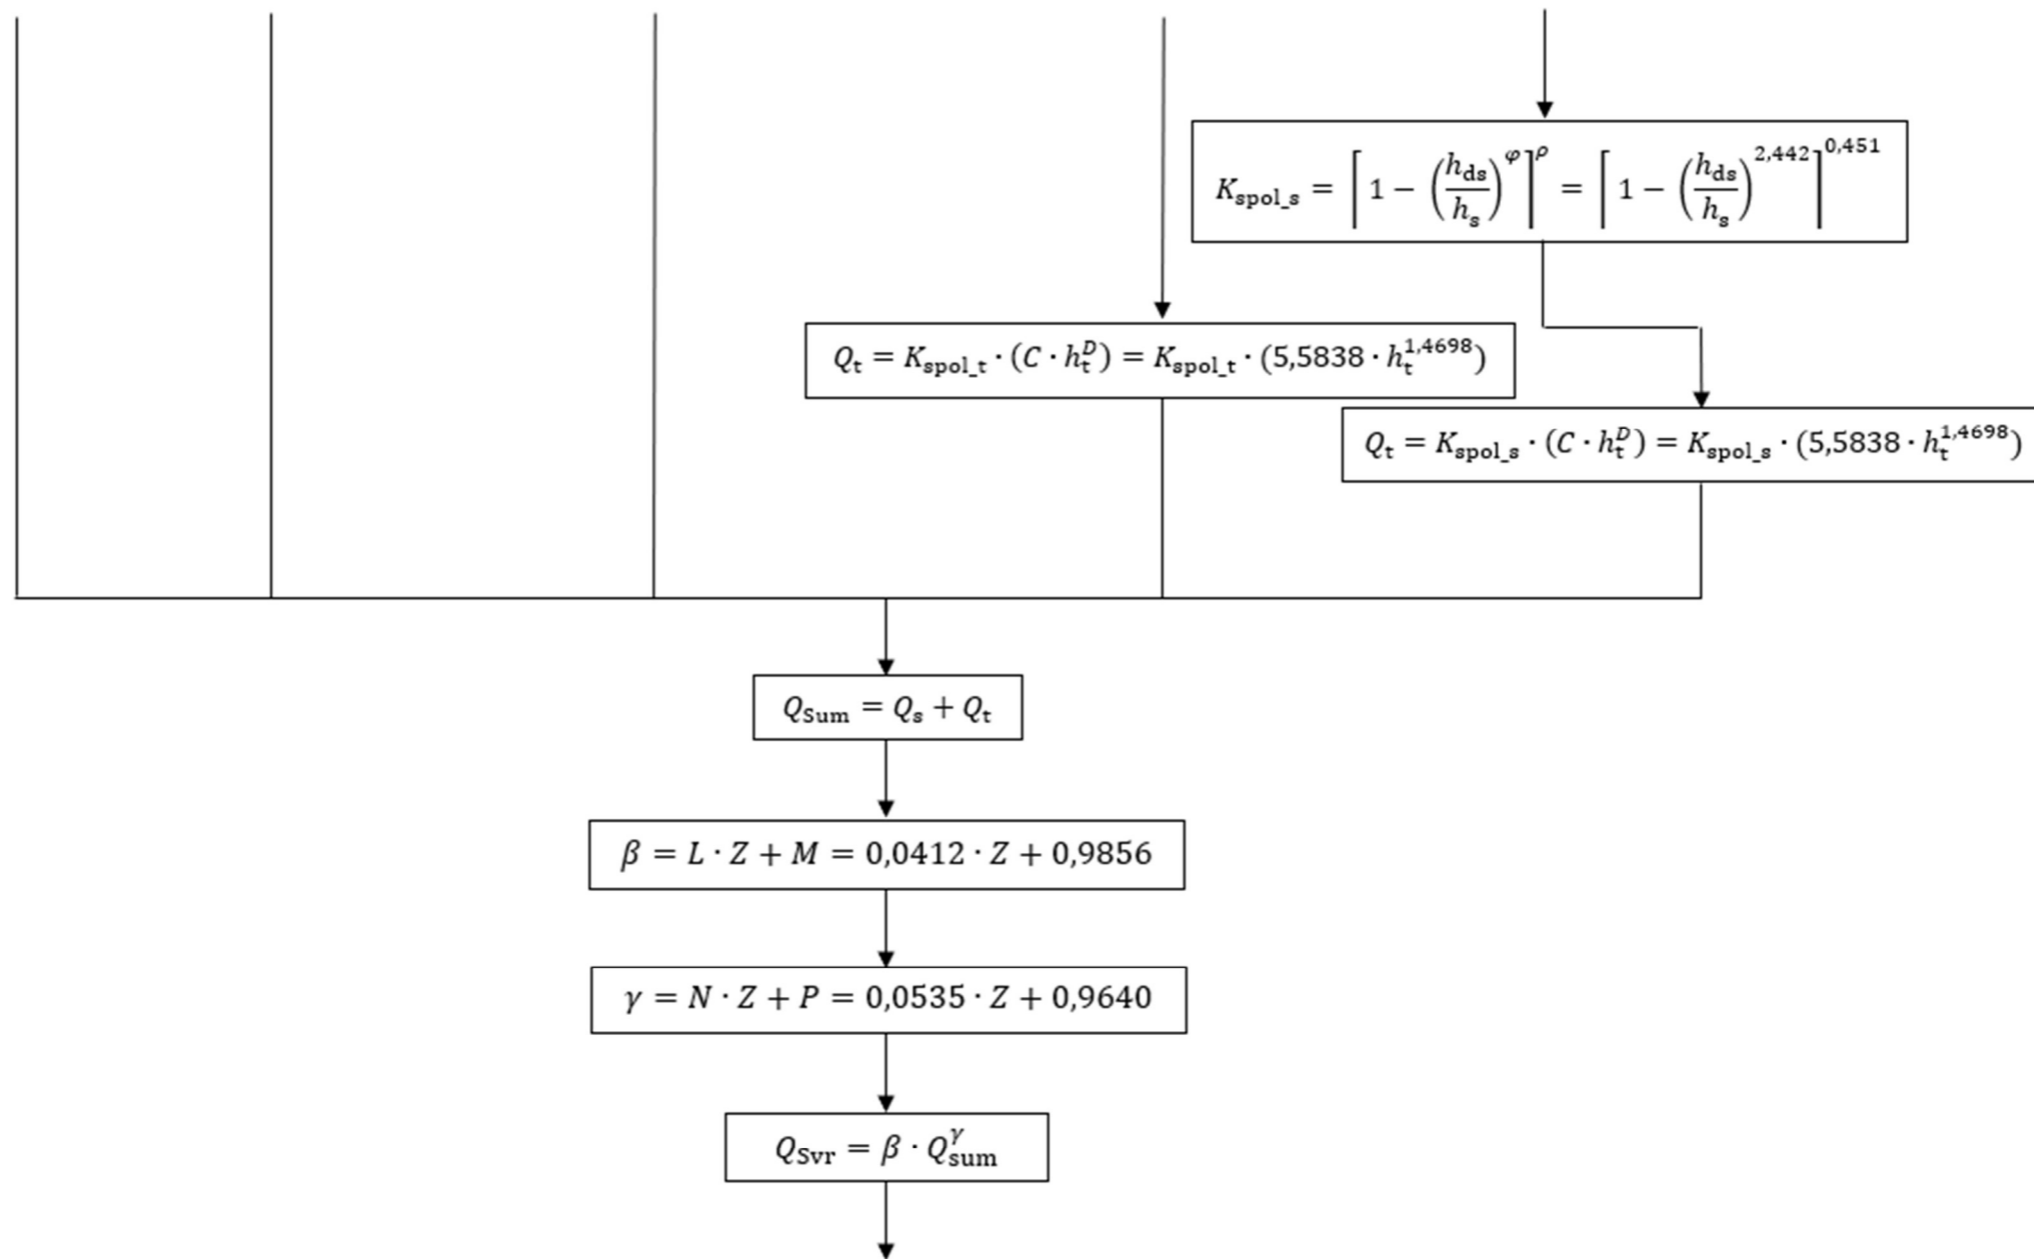 K_spol_s = ⌈1 − (h_ds/h_s)^φ⌉^ρ = ⌈1 − (h_ds/h_s)^2,442⌉^0,451
Q_t = K_spol_t · (C · h_t^D) = K_spol_t · (5,5838 · h_t^1,4698)
Q_t = K_spol_s · (C · h_t^D) = K_spol_s · (5,5838 · h_t^1,4698)
Q_Sum = Q_s + Q_t
β = L · Z + M = 0,0412 · Z + 0,9856
γ = N · Z + P = 0,0535 · Z + 0,9640
Q_Svr = β · Q_sum^γ